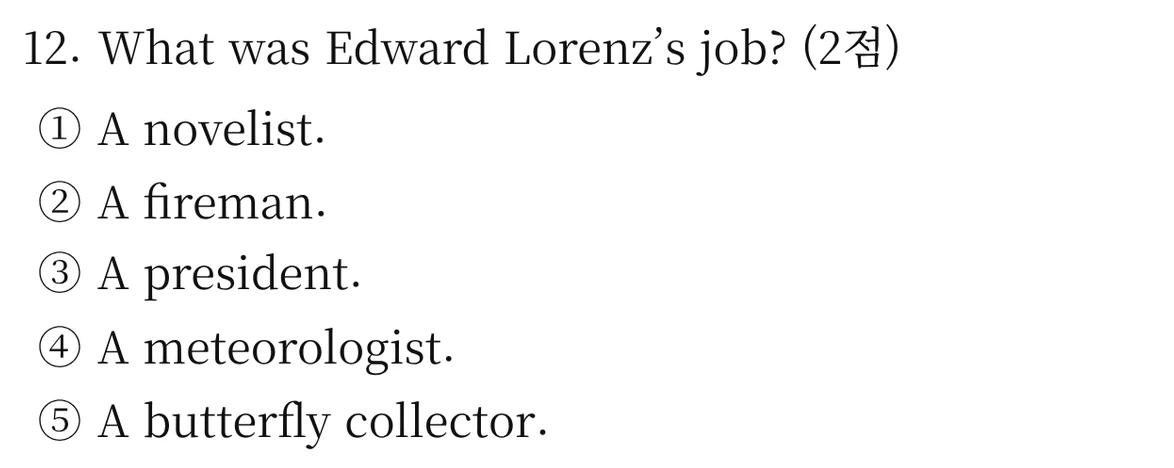 12. What was Edward Lorenz’s job? (2점)
① A novelist.
② A fireman.
③ A president.
④ A meteorologist.
⑤ A butterfly collector.